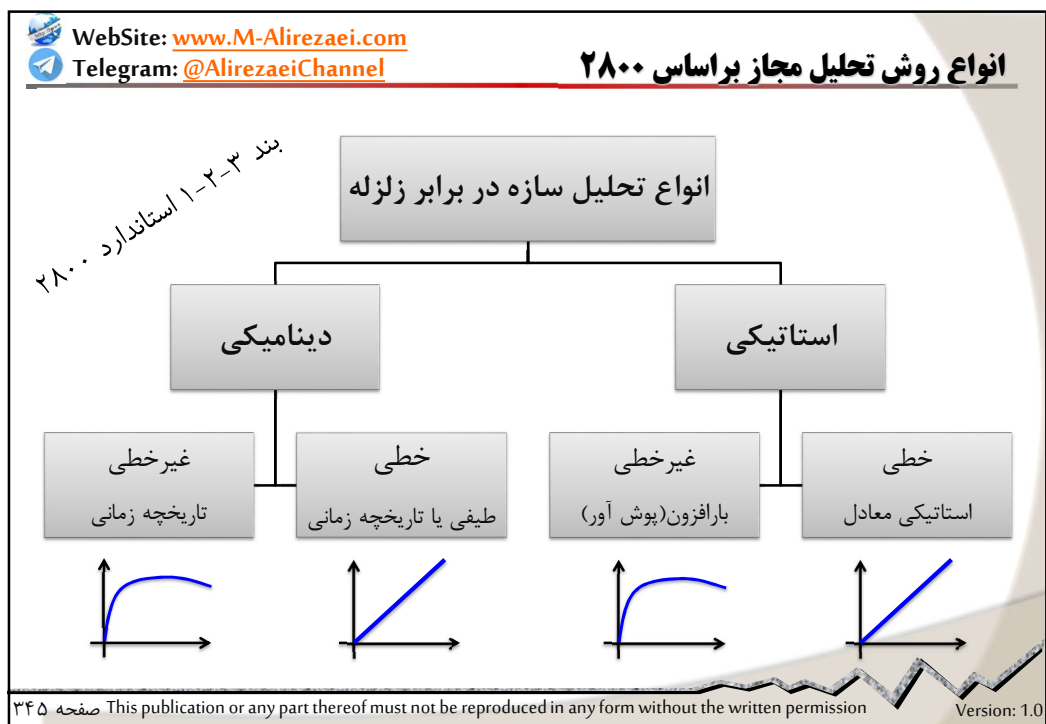 WebSite: www.M-Alirezaei.com
Telegram: @AlirezaeiChannel
انواع روش تحلیل مجاز براساس ۲۸۰۰
بند ۳-۲-۱ استاندارد ۲۸۰۰
انواع تحلیل سازه در برابر زلزله
استاتیکی
دینامیکی
خطی
استاتیکی معادل
غیرخطی
بارافزون(پوش آور)
خطی
طیفی یا تاریخچه زمانی
غیرخطی
تاریخچه زمانی
صفحه ۳۴۵ This publication or any part thereof must not be reproduced in any form without the written permission Version: 1.0